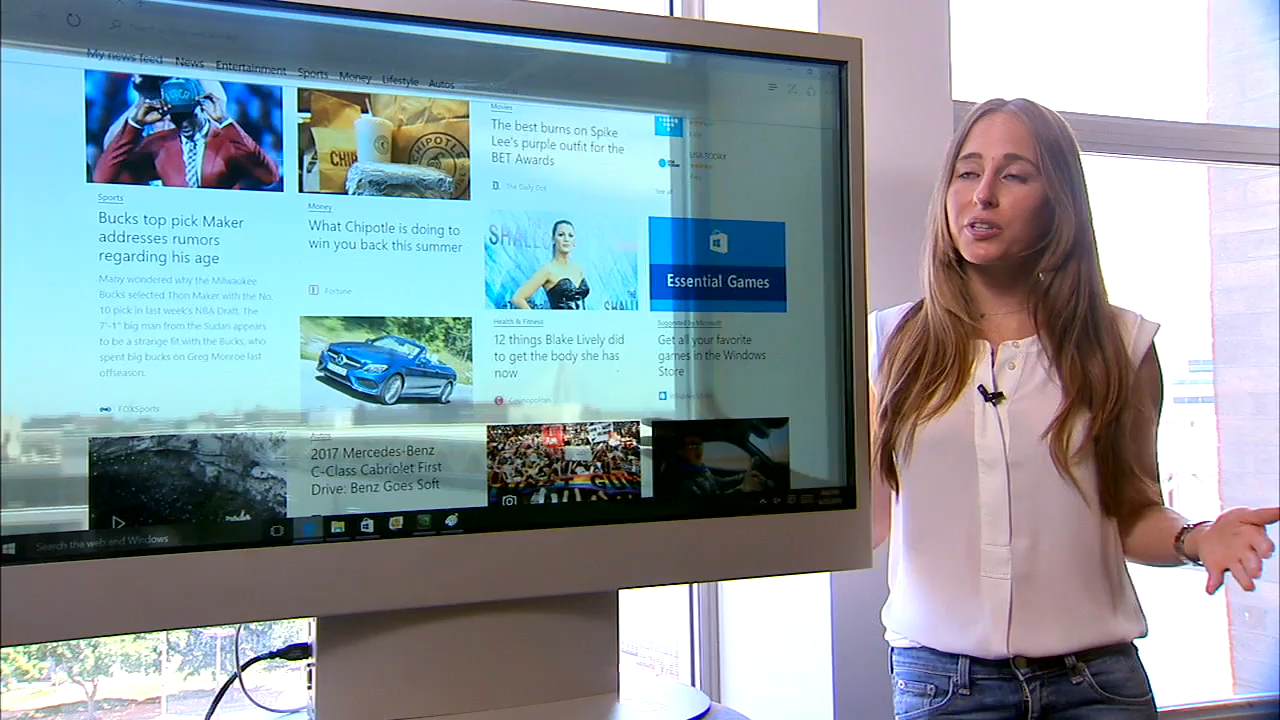 My news feed News Entertainment Sports Money Lifestyle Autos
Sports
Bucks top pick Maker
addresses rumors
regarding his age
Many wondered why the Milwaukee
Bucks selected Thon Maker with the No.
10 pick in last week's NBA Draft. The
7'-1" big man from the Sudan appears
to be a strange fit with the Bucks, who
spent big bucks on Greg Monroe last
offseason.
FOXSports
CHIPOTLE
Money
What Chipotle is doing to
win you back this summer
Fortune
Autos
2017 Mercedes-Benz
C-Class Cabriolet First
Drive: Benz Goes Soft
Movies
The best burns on Spike
Lee's purple outfit for the
BET Awards
The Daily Dot
SHALLO
SHALL
Health & Fitness
12 things Blake Lively did
to get the body she has
now
Cosmopolitan
USA TODAY
See all
Essential Games
Suggested by Microsoft
Get all your favorite
games in the Windows
Store
Search the web and Windows